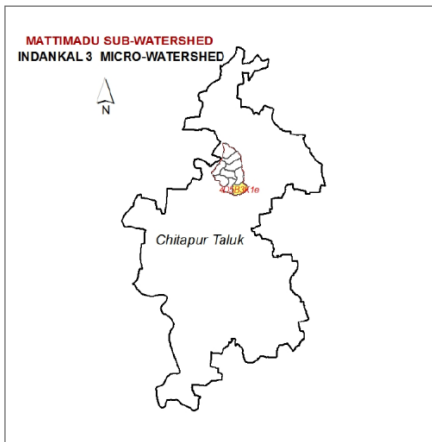 MATTIMADU SUB-WATERSHED
INDANKAL 3 MICRO-WATERSHED
N
Chitapur Taluk